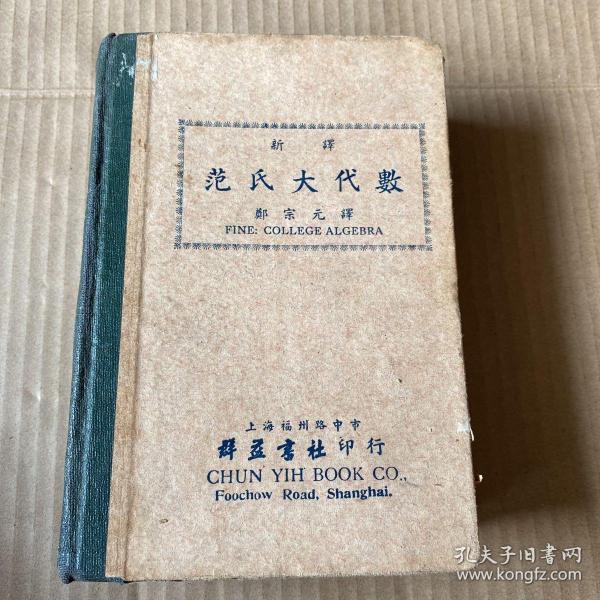 新 譯
范氏大代數
鄭宗元譯
FINE: COLLEGE ALGEBRA
上海福州路中市
群益書社印行
CHUN YIH BOOK CO.,
Foochow Road, Shanghai.
孔夫子旧书网
www.kongfz.com